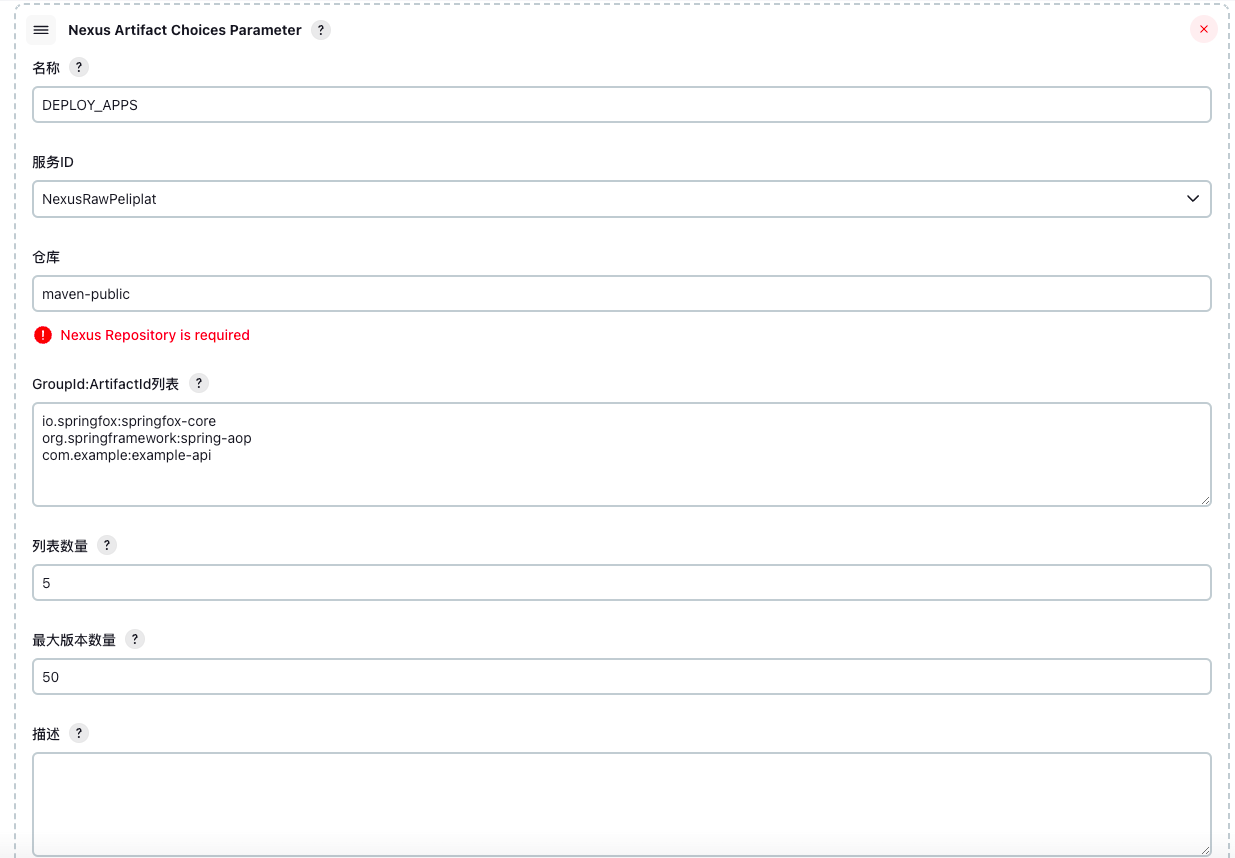 Nexus Artifact Choices Parameter ?
名称 ?
DEPLOY_APPS
服务ID
NexusRawPeliplat
仓库
maven-public
Nexus Repository is required
GroupId:ArtifactId列表 ?
io.springfox:springfox-core
org.springframework:spring-aop
com.example:example-api
列表数量 ?
5
最大版本数量 ?
50
描述 ?